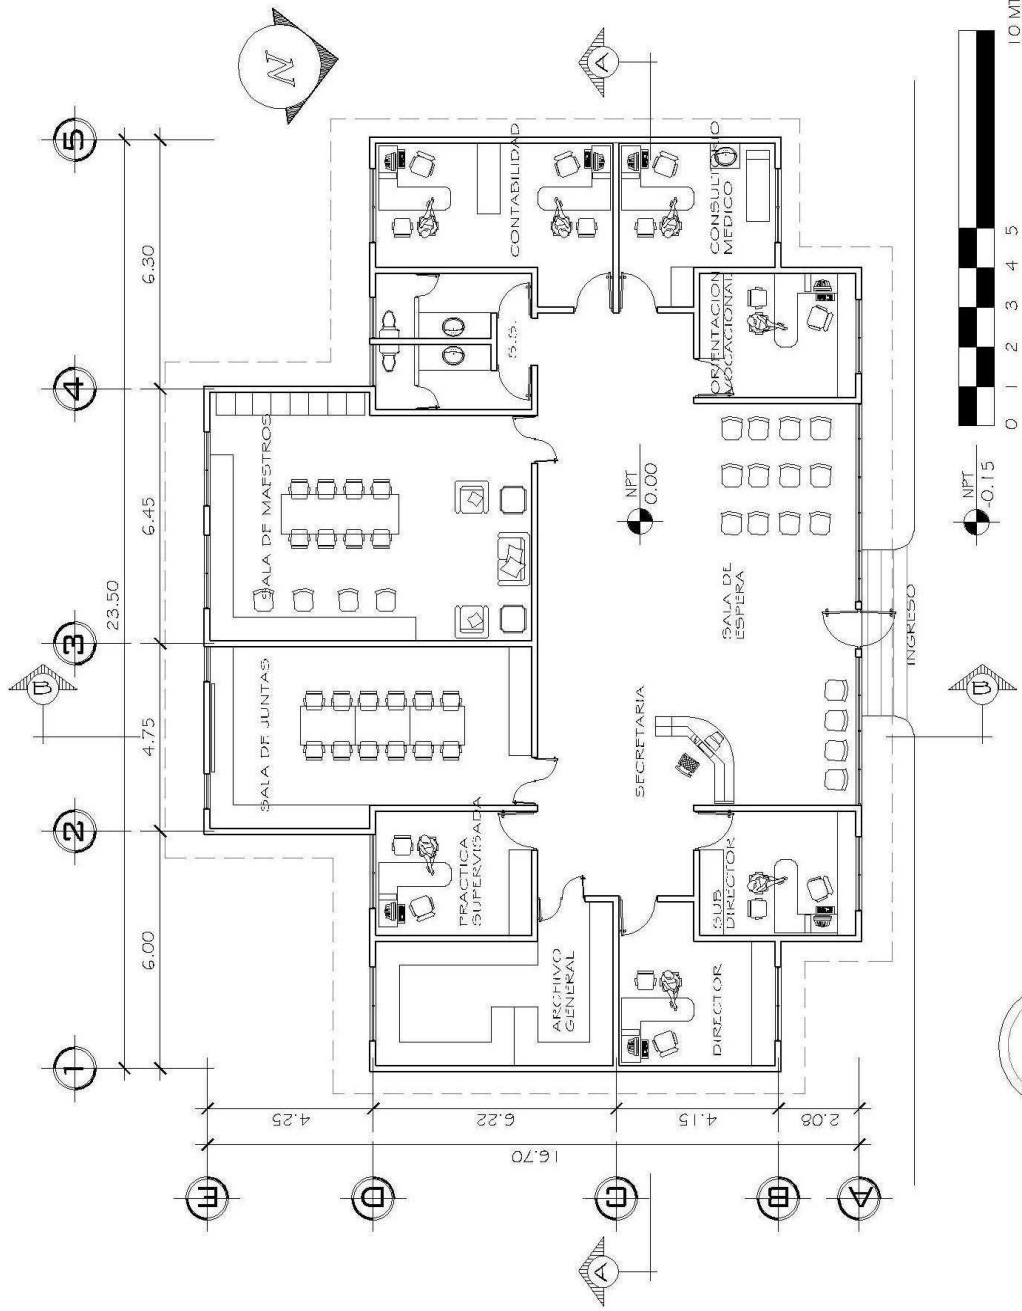 1
2
3
4
5
23.50
6.00
4.75
6.45
6.30
N
B
A
SALA DE JUNTAS
SALA DE MAESTROS
PRACTICA
SUPERVISADA
S.S.
CONTABILIDAD
ARCHIVO
GENERAL
SECRETARIA
NPT
0.00
DIRECTOR
SUB
DIRECTOR
SALA DE
ESPERA
ORIENTACION
VOCACIONAL
CONSULTORIO
MEDICO
INGRESO
NPT
-0.15
B
A
E
D
C
B
A
4.25
6.22
4.15
2.08
16.70
0 1 2 3 4 5 10 MT